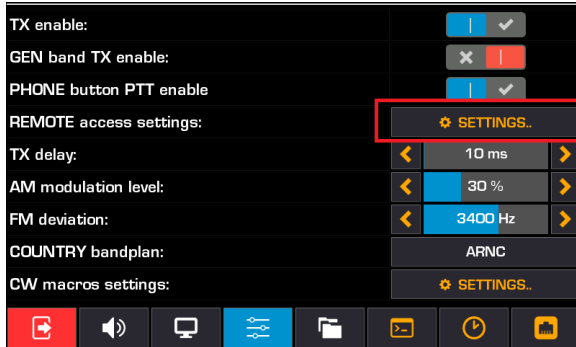 TX enable:
GEN band TX enable:
PHONE button PTT enable
REMOTE access settings: SETTINGS..
TX delay: 10 ms
AM modulation level: 30 %
FM deviation: 3400 Hz
COUNTRY bandplan: ARNC
CW macros settings: SETTINGS..